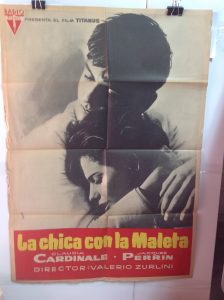 PRESENTA EL FILM TITANUS
La chica con la Maleta
CLAUDIA JACQUES
CARDINALE · PERRIN
DIRECTOR: VALERIO ZURLINI